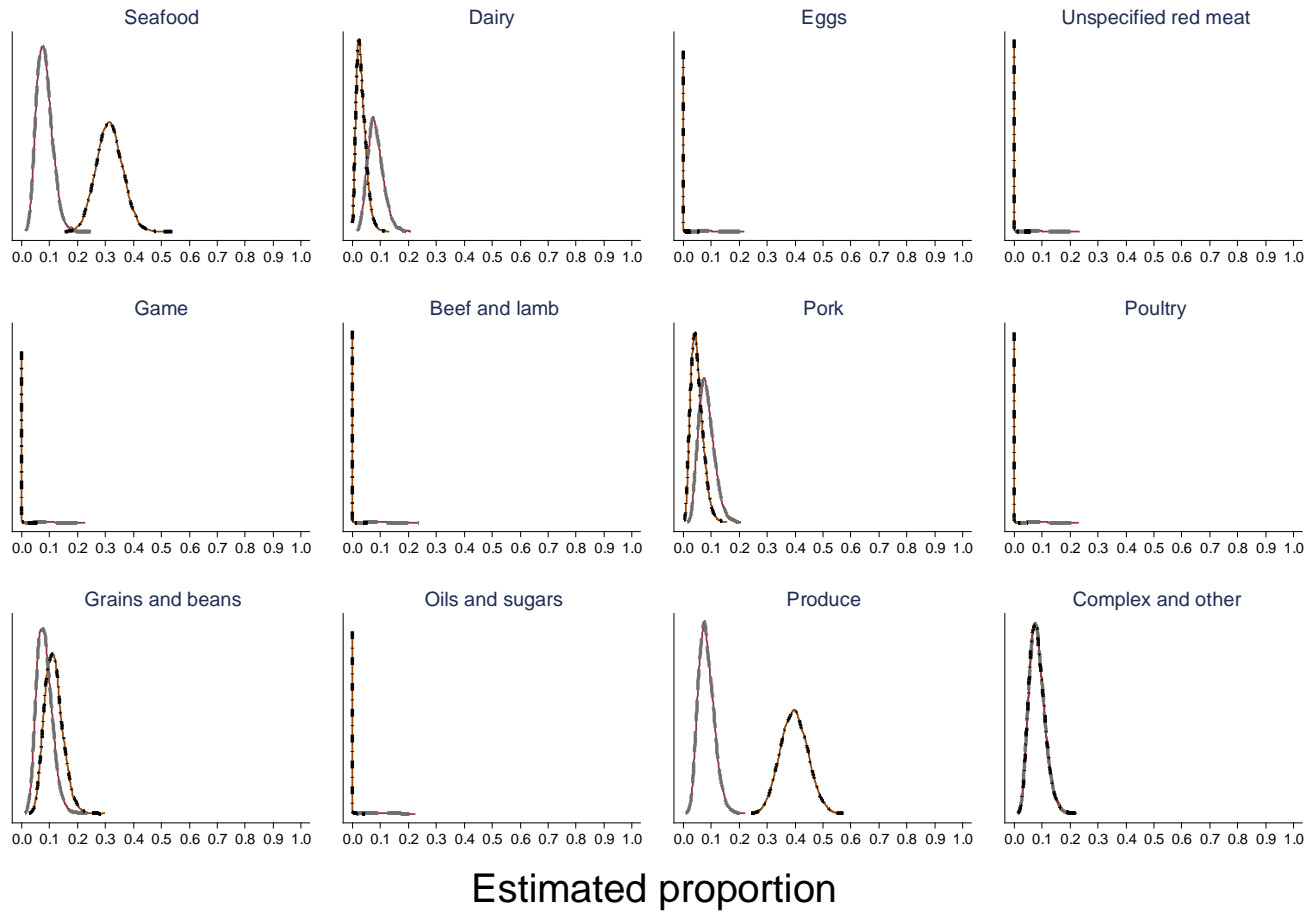 Seafood Dairy Eggs Unspecified red meat
0.0 0.1 0.2 0.3 0.4 0.5 0.6 0.7 0.8 0.9 1.0 0.0 0.1 0.2 0.3 0.4 0.5 0.6 0.7 0.8 0.9 1.0 0.0 0.1 0.2 0.3 0.4 0.5 0.6 0.7 0.8 0.9 1.0 0.0 0.1 0.2 0.3 0.4 0.5 0.6 0.7 0.8 0.9 1.0
Game Beef and lamb Pork Poultry
0.0 0.1 0.2 0.3 0.4 0.5 0.6 0.7 0.8 0.9 1.0 0.0 0.1 0.2 0.3 0.4 0.5 0.6 0.7 0.8 0.9 1.0 0.0 0.1 0.2 0.3 0.4 0.5 0.6 0.7 0.8 0.9 1.0 0.0 0.1 0.2 0.3 0.4 0.5 0.6 0.7 0.8 0.9 1.0
Grains and beans Oils and sugars Produce Complex and other
0.0 0.1 0.2 0.3 0.4 0.5 0.6 0.7 0.8 0.9 1.0 0.0 0.1 0.2 0.3 0.4 0.5 0.6 0.7 0.8 0.9 1.0 0.0 0.1 0.2 0.3 0.4 0.5 0.6 0.7 0.8 0.9 1.0 0.0 0.1 0.2 0.3 0.4 0.5 0.6 0.7 0.8 0.9 1.0
Estimated proportion